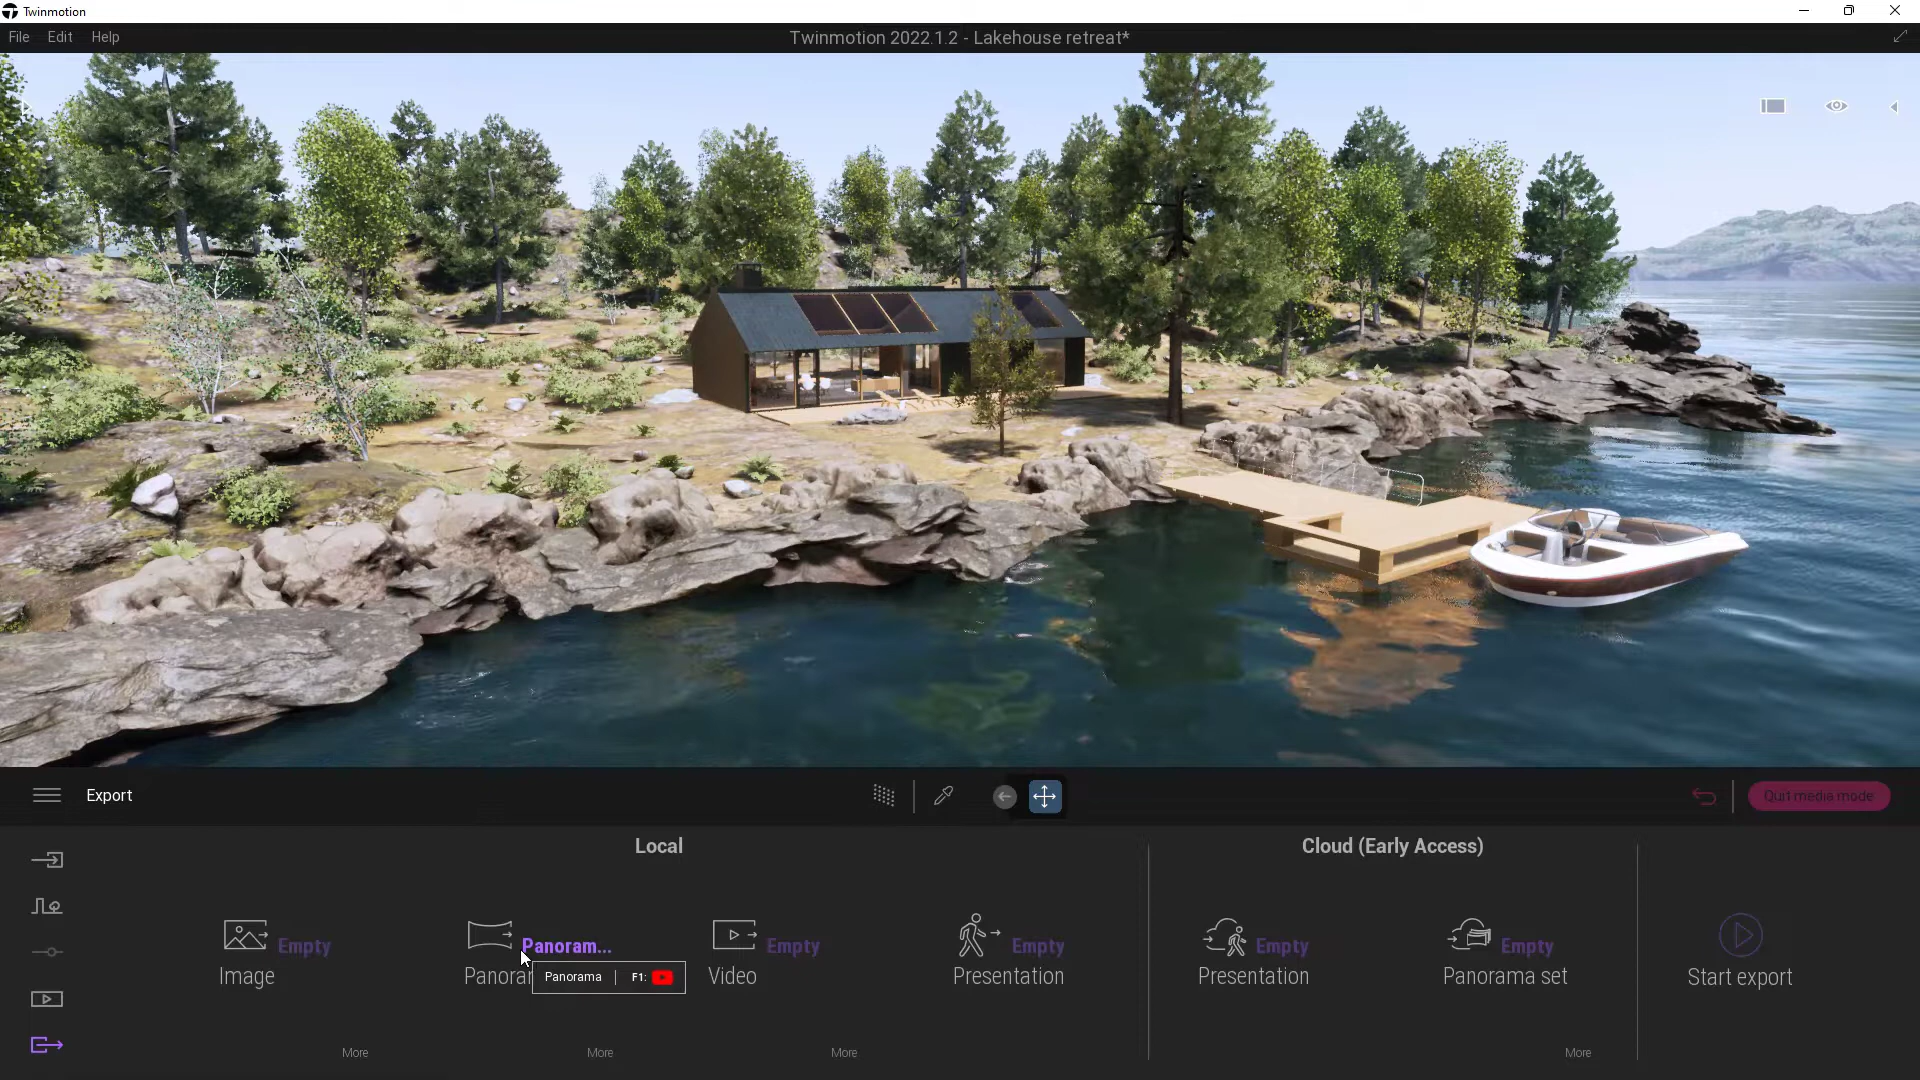 Twinmotion
File Edit Help
Twinmotion 2022.1.2 - Lakehouse retreat*
Export
Quit media mode
Local
Cloud (Early Access)
Empty
Image
Panoram...
Panoram
Empty
Video
Empty
Presentation
Empty
Presentation
Empty
Panorama set
Start export
Panorama | F1:
More
More
More
More